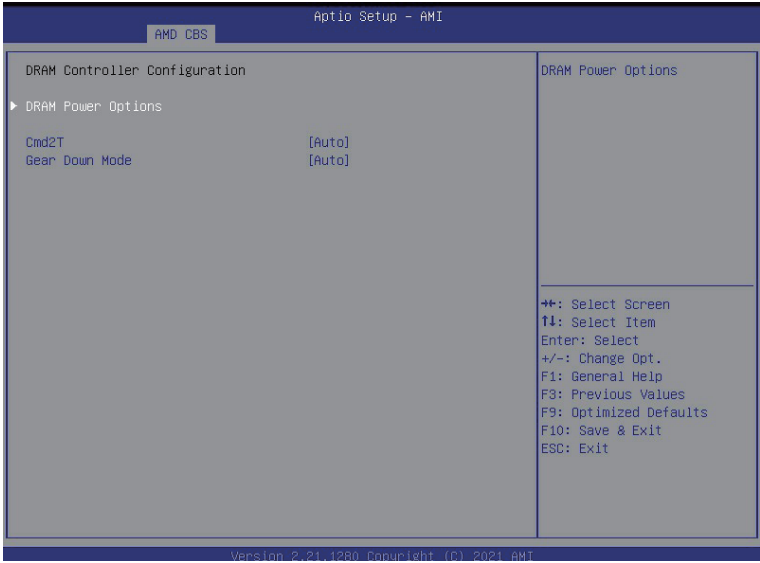 Aptio Setup – AMI
AMD CBS
DRAM Controller Configuration
DRAM Power Options
Cmd2T [Auto]
Gear Down Mode [Auto]
DRAM Power Options
→←: Select Screen
↑↓: Select Item
Enter: Select
+/-: Change Opt.
F1: General Help
F3: Previous Values
F9: Optimized Defaults
F10: Save & Exit
ESC: Exit
Version 2.21.1280 Copyright (C) 2021 AMI